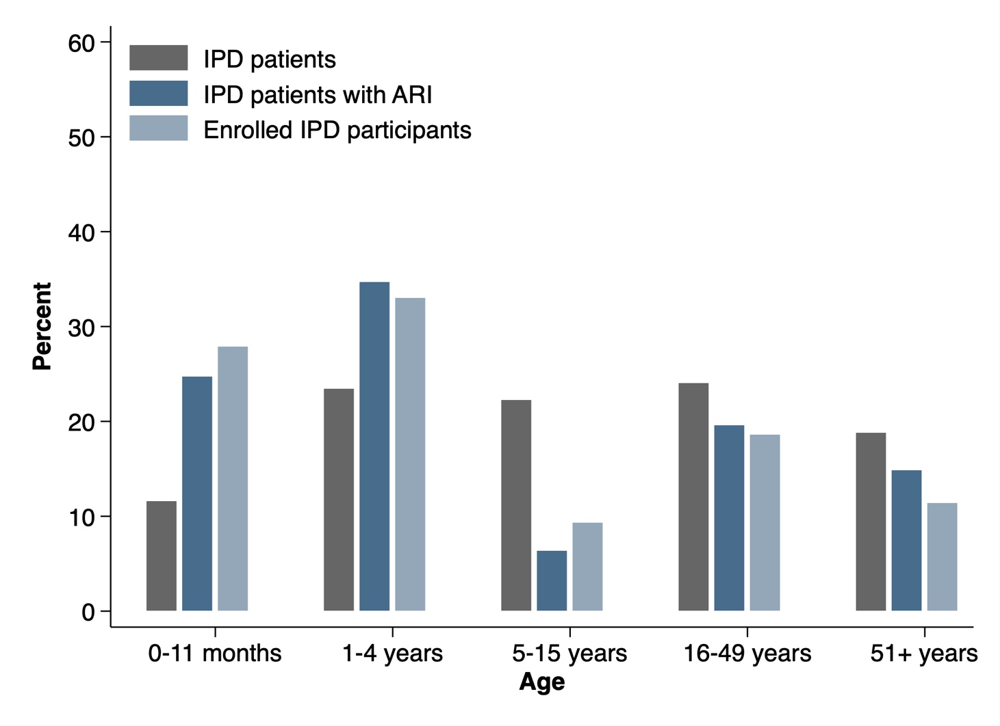 60
50
40
30
20
10
0
Percent
IPD patients
IPD patients with ARI
Enrolled IPD participants
0-11 months
1-4 years
5-15 years
16-49 years
51+ years
Age